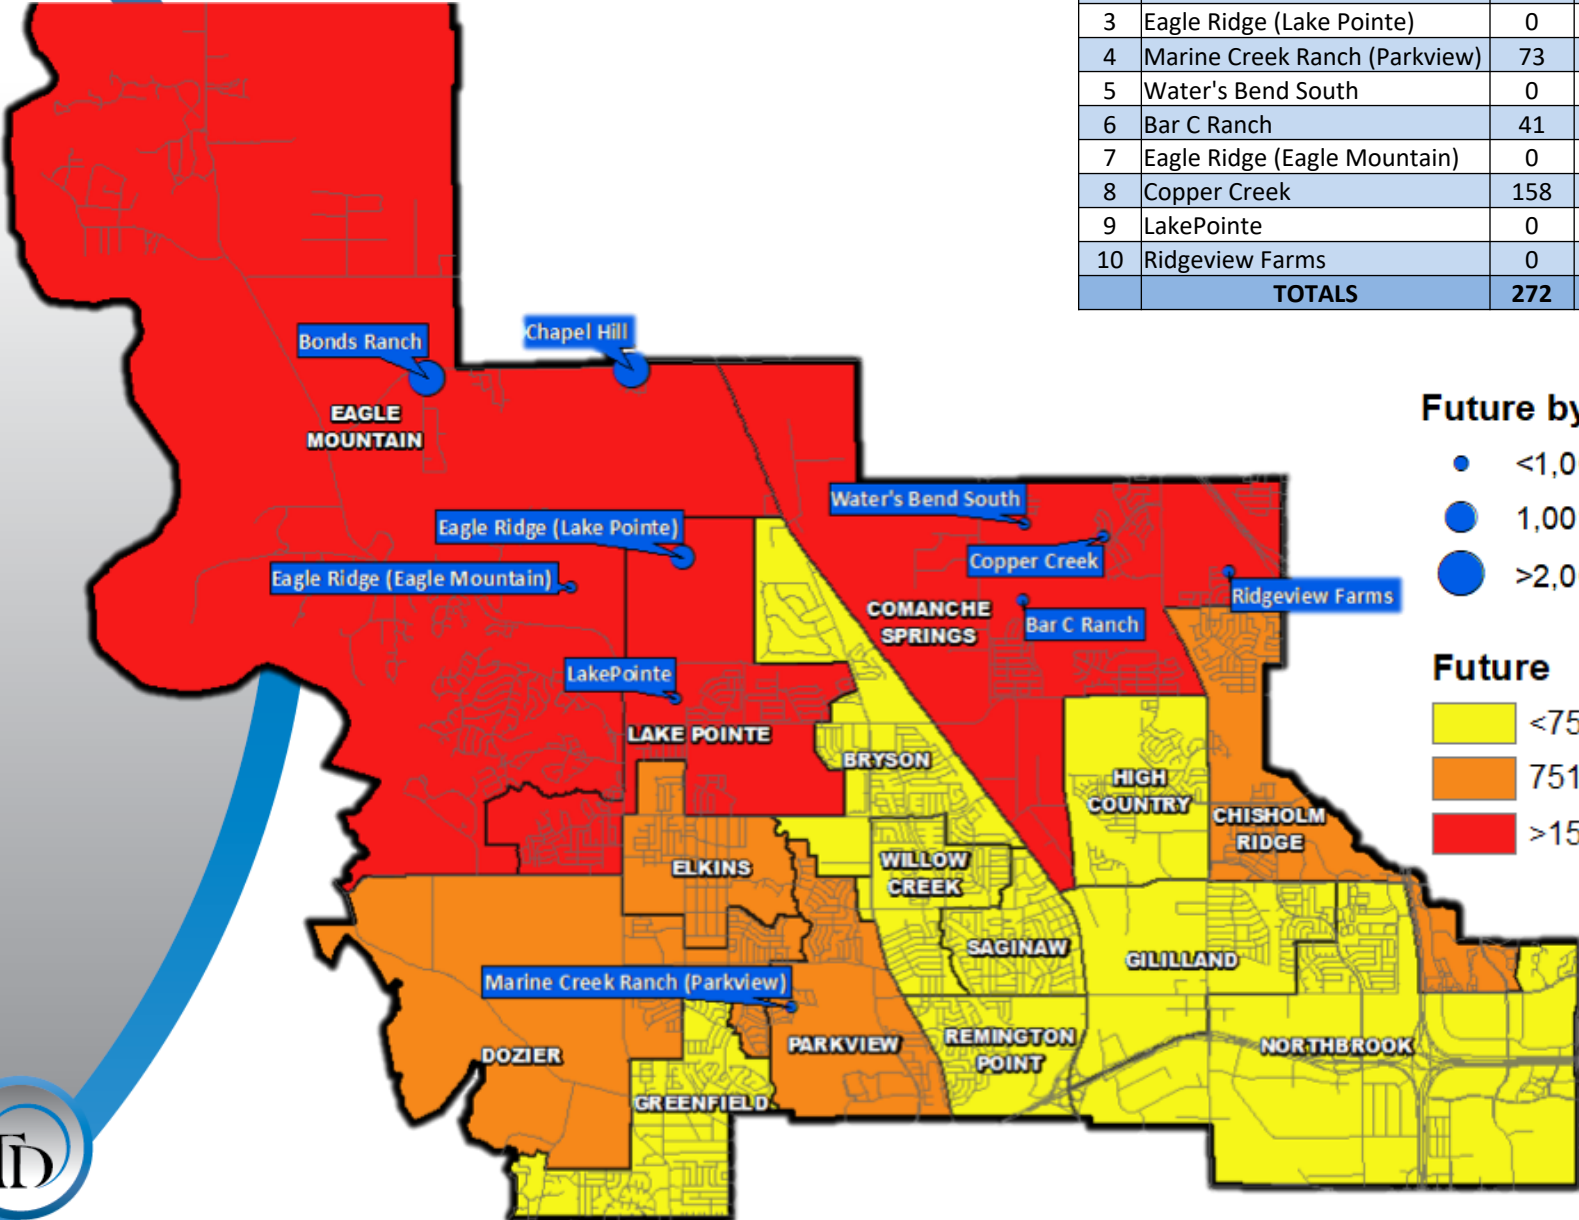 3 Eagle Ridge (Lake Pointe) 0
4 Marine Creek Ranch (Parkview) 73
5 Water's Bend South 0
6 Bar C Ranch 41
7 Eagle Ridge (Eagle Mountain) 0
8 Copper Creek 158
9 LakePointe 0
10 Ridgeview Farms 0
TOTALS 272
Bonds Ranch
Chapel Hill
EAGLE
MOUNTAIN
Future by
<1,0
1,00
>2,0
Water's Bend South
Eagle Ridge (Lake Pointe)
Copper Creek
Eagle Ridge (Eagle Mountain)
Ridgeview Farms
COMANCHE
SPRINGS
Bar C Ranch
LakePointe
Future
<75
751
>15
LAKE POINTE
BRYSON
HIGH
COUNTRY
CHISHOLM
RIDGE
ELKINS
WILLOW
CREEK
SAGINAW
GILILLAND
Marine Creek Ranch (Parkview)
DOZIER
PARKVIEW
REMINGTON
POINT
NORTHBROOK
GREENFIELD